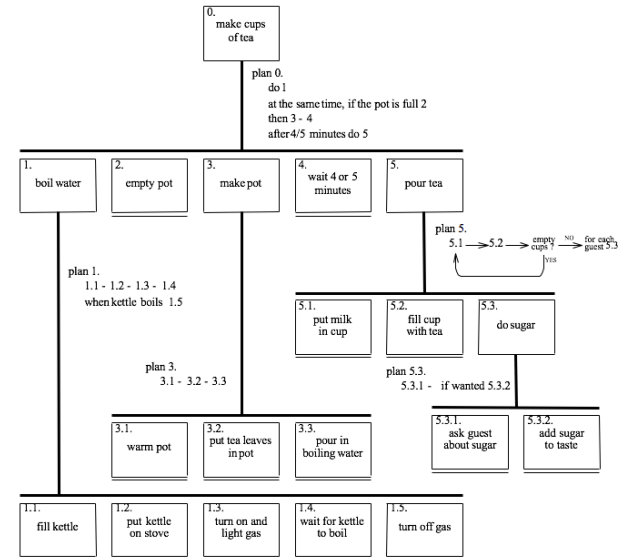 0.
make cups
of tea
plan 0.
do 1
at the same time, if the pot is full 2
then 3 - 4
after 4/5 minutes do 5
1.
boil water
2.
empty pot
3.
make pot
4.
wait 4 or 5
minutes
5.
pour tea
plan 5.
5.1
5.2
empty
cups ?
NO
for each
guest 5.3
YES
plan 1.
1.1 - 1.2 - 1.3 - 1.4
when kettle boils 1.5
5.1.
put milk
in cup
5.2.
fill cup
with tea
5.3.
do sugar
plan 3.
3.1 - 3.2 - 3.3
plan 5.3.
5.3.1 - if wanted 5.3.2
3.1.
warm pot
3.2.
put tea leaves
in pot
3.3.
pour in
boiling water
5.3.1.
ask guest
about sugar
5.3.2.
add sugar
to taste
1.1.
fill kettle
1.2.
put kettle
on stove
1.3.
turn on and
light gas
1.4.
wait for kettle
to boil
1.5.
turn off gas